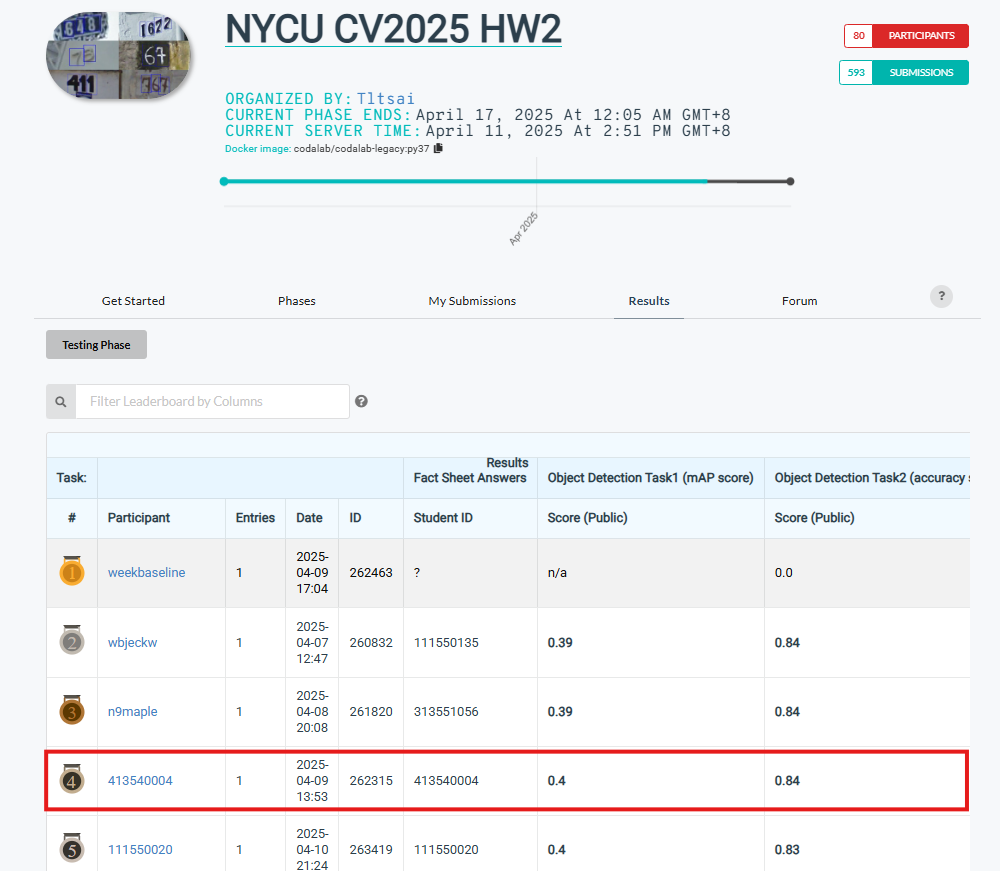 NYCU CV2025 HW2
80 PARTICIPANTS
593 SUBMISSIONS
ORGANIZED BY: Tltsai
CURRENT PHASE ENDS: April 17, 2025 At 12:05 AM GMT+8
CURRENT SERVER TIME: April 11, 2025 At 2:51 PM GMT+8
Docker image: codalab/codalab-legacy:py37
Apr 2025
Get Started Phases My Submissions Results Forum ?
Testing Phase
Filter Leaderboard by Columns ?
Results
Task: Fact Sheet Answers Object Detection Task1 (mAP score) Object Detection Task2 (accuracy s
# Participant Entries Date ID Student ID Score (Public) Score (Public)
1 weekbaseline 1 2025-04-09 17:04 262463 ? n/a 0.0
2 wbjeckw 1 2025-04-07 12:47 260832 111550135 0.39 0.84
3 n9maple 1 2025-04-08 20:08 261820 313551056 0.39 0.84
4 413540004 1 2025-04-09 13:53 262315 413540004 0.4 0.84
5 111550020 1 2025-04-10 21:24 263419 111550020 0.4 0.83
411
67